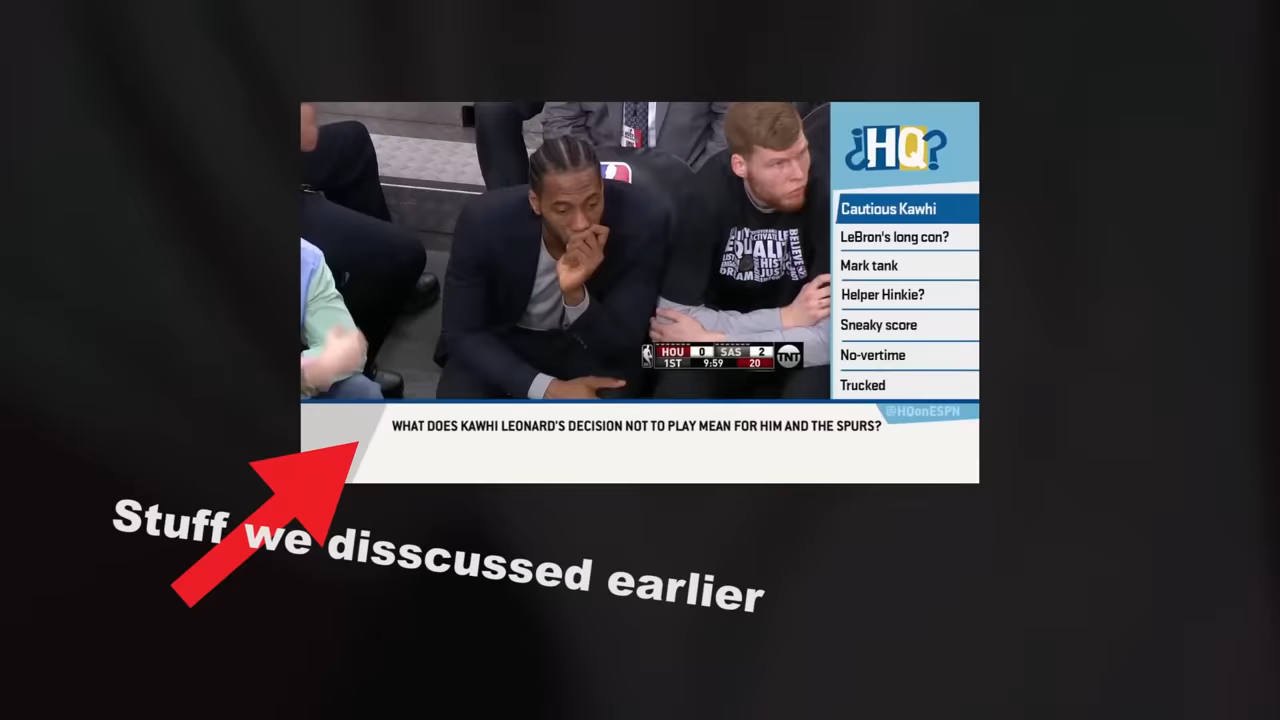 ¿HQ?
Cautious Kawhi
LeBron's long con?
Mark tank
Helper Hinkie?
Sneaky score
No-vertime
Trucked
EQUALITY
BELIEVE
HOU 0 SAS 2
1ST 9:59 20
TNT
@HQonESPN
WHAT DOES KAWHI LEONARD'S DECISION NOT TO PLAY MEAN FOR HIM AND THE SPURS?
Stuff we disscussed earlier